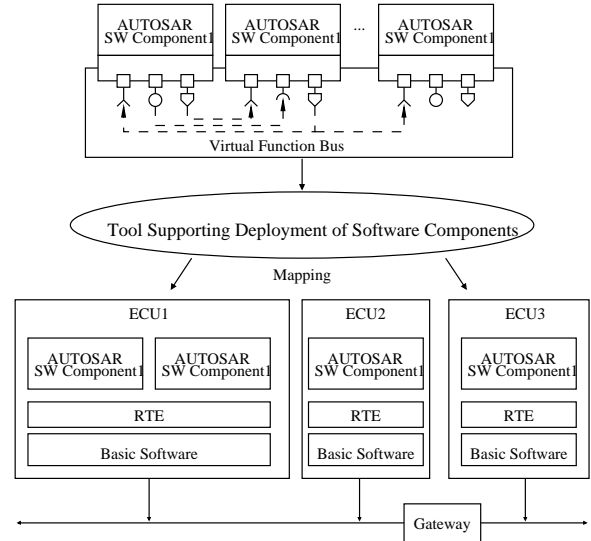 AUTOSAR
SW Component1
AUTOSAR
SW Component1
...
AUTOSAR
SW Component1
Virtual Function Bus
Tool Supporting Deployment of Software Components
Mapping
ECU1
ECU2
ECU3
AUTOSAR
SW Component1
AUTOSAR
SW Component1
AUTOSAR
SW Component1
AUTOSAR
SW Component1
RTE
RTE
RTE
Basic Software
Basic Software
Basic Software
Gateway